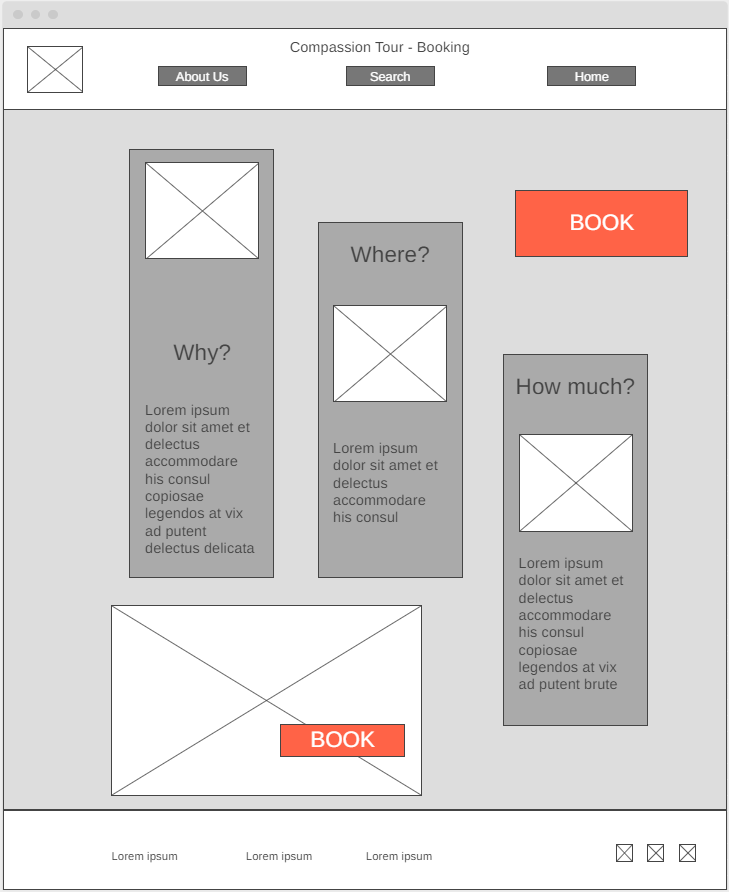 Compassion Tour - Booking
About Us
Search
Home
Why?
Lorem ipsum
dolor sit amet et
delectus
accommodare
his consul
copiosae
legendos at vix
ad putent
delectus delicata
Where?
Lorem ipsum
dolor sit amet et
delectus
accommodare
his consul
BOOK
How much?
Lorem ipsum
dolor sit amet et
delectus
accommodare
his consul
copiosae
legendos at vix
ad putent brute
BOOK
Lorem ipsum
Lorem ipsum
Lorem ipsum